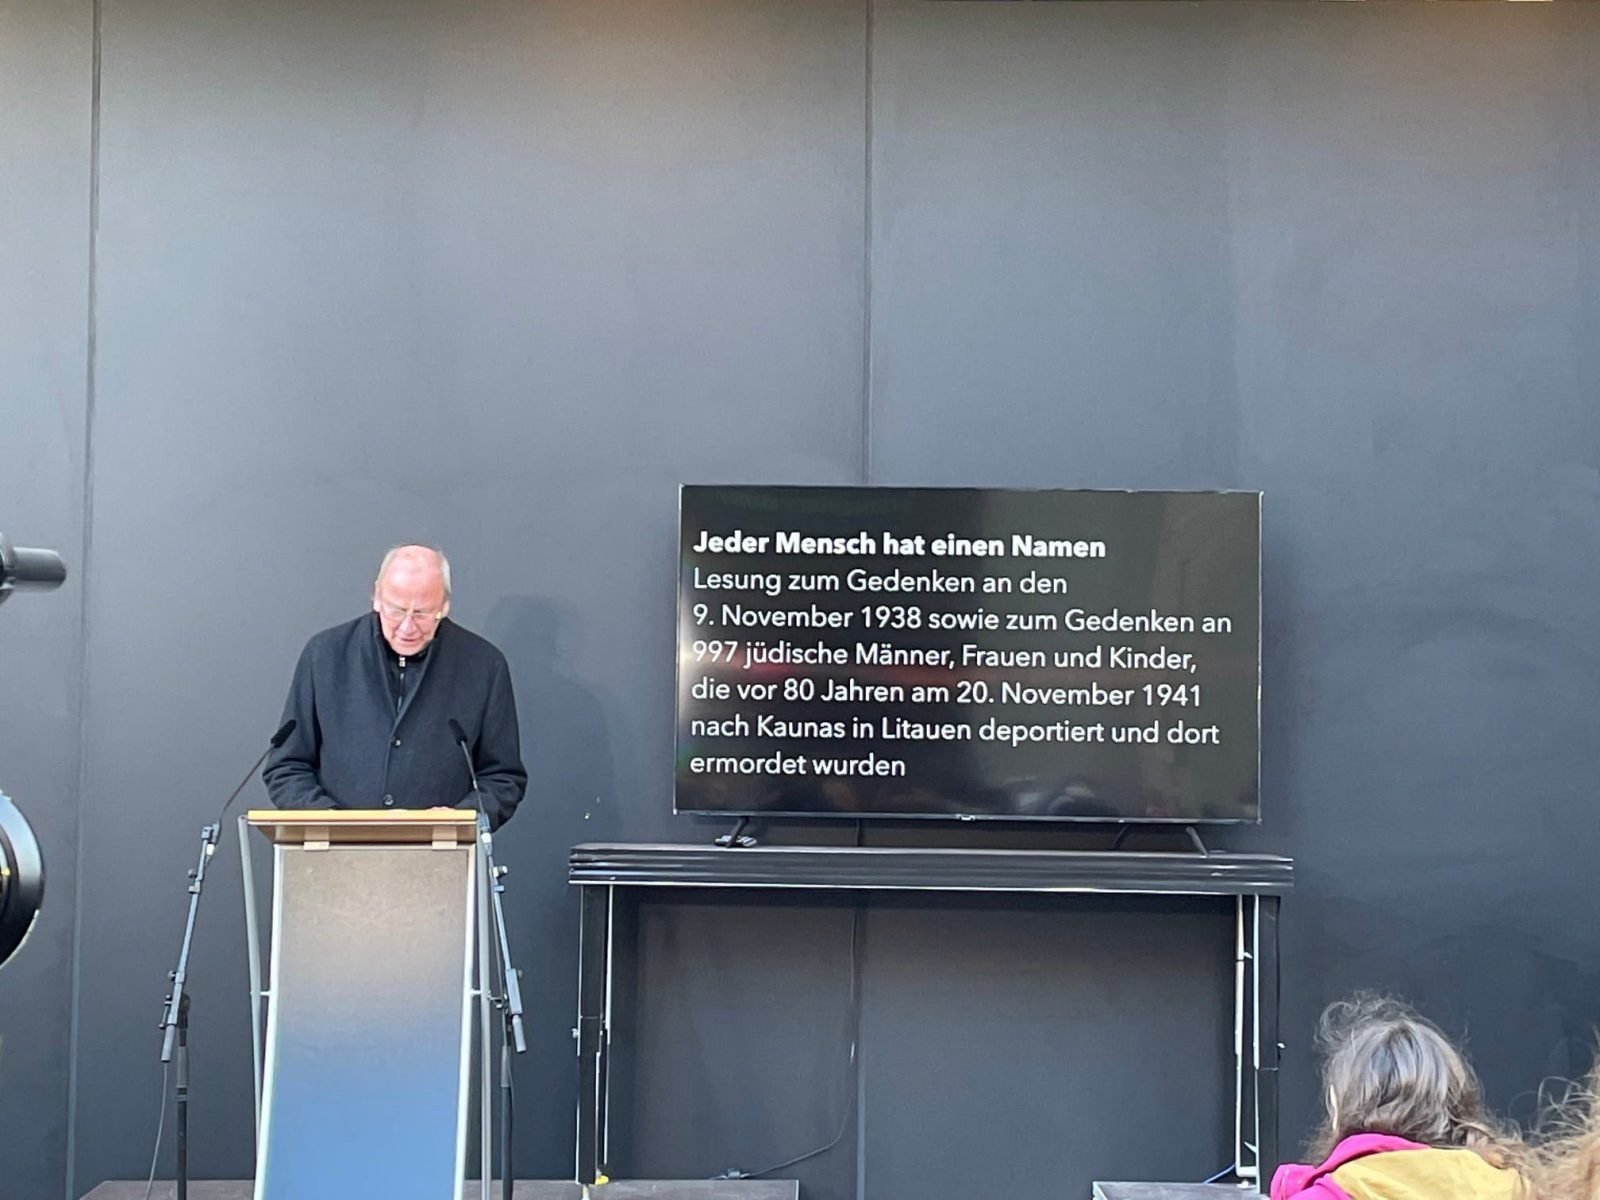 Jeder Mensch hat einen Namen
Lesung zum Gedenken an den
9. November 1938 sowie zum Gedenken an
997 jüdische Männer, Frauen und Kinder,
die vor 80 Jahren am 20. November 1941
nach Kaunas in Litauen deportiert und dort
ermordet wurden